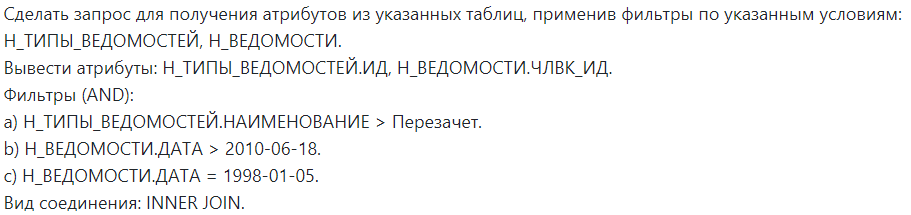 Сделать запрос для получения атрибутов из указанных таблиц, применив фильтры по указанным условиям:
Н_ТИПЫ_ВЕДОМОСТЕЙ, Н_ВЕДОМОСТИ.
Вывести атрибуты: Н_ТИПЫ_ВЕДОМОСТЕЙ.ИД, Н_ВЕДОМОСТИ.ЧЛВК_ИД.
Фильтры (AND):
a) Н_ТИПЫ_ВЕДОМОСТЕЙ.НАИМЕНОВАНИЕ > Перезачет.
b) Н_ВЕДОМОСТИ.ДАТА > 2010-06-18.
c) Н_ВЕДОМОСТИ.ДАТА = 1998-01-05.
Вид соединения: INNER JOIN.